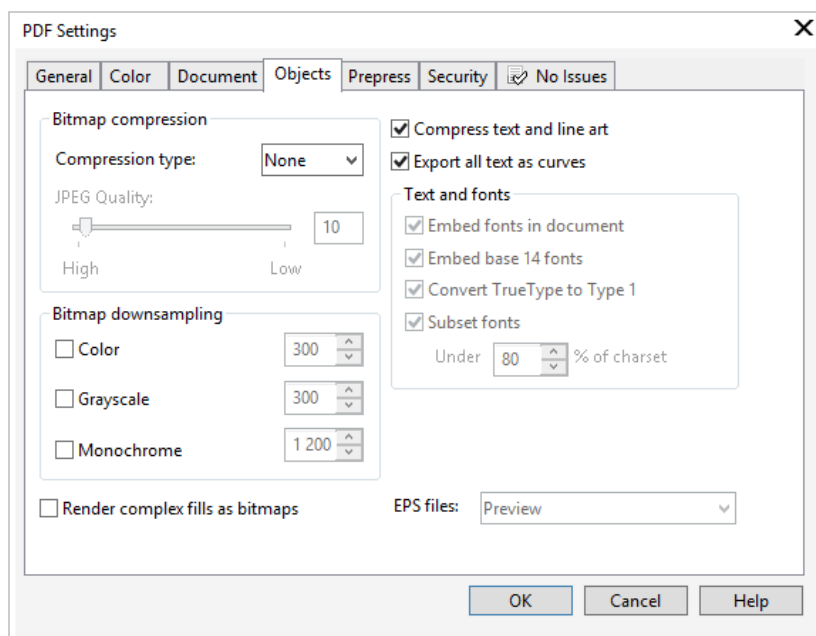 PDF Settings
General Color Document Objects Prepress Security No Issues
Bitmap compression
Compression type: None
JPEG Quality:
10
High Low
Bitmap downsampling
Color 300
Grayscale 300
Monochrome 1 200
Render complex fills as bitmaps
Compress text and line art
Export all text as curves
Text and fonts
Embed fonts in document
Embed base 14 fonts
Convert TrueType to Type 1
Subset fonts
Under 80 % of charset
EPS files: Preview
OK Cancel Help